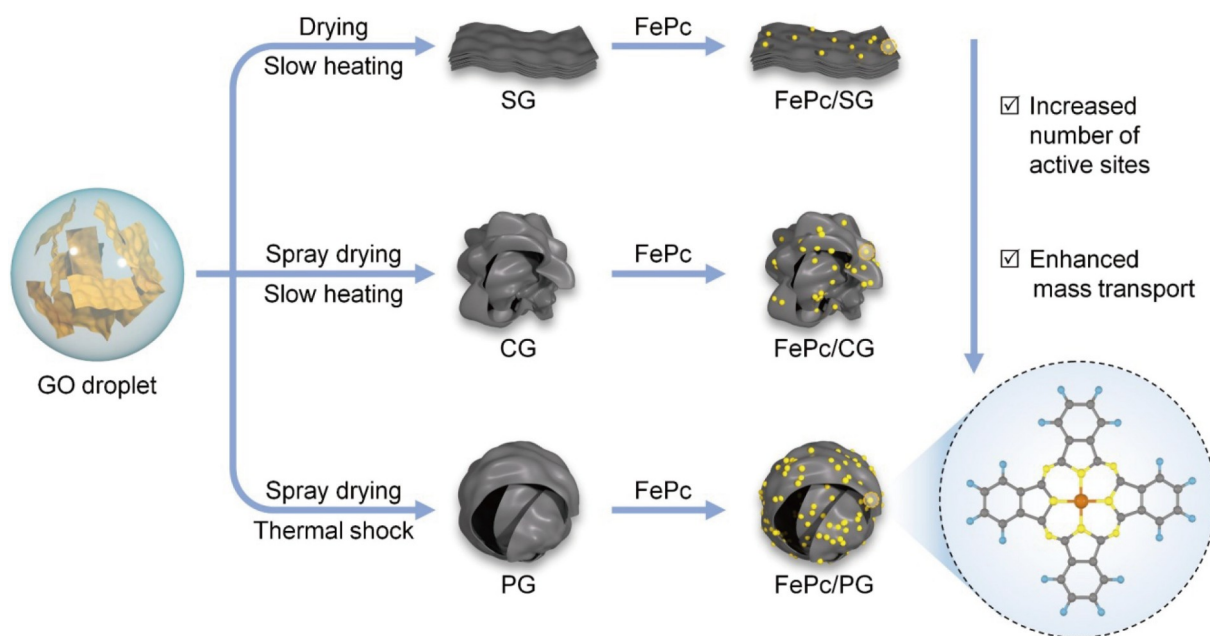 Drying
Slow heating
SG
FePc
FePc/SG
GO droplet
Spray drying
Slow heating
CG
FePc
FePc/CG
Spray drying
Thermal shock
PG
FePc
FePc/PG
☑ Increased
number of
active sites
☑ Enhanced
mass transport